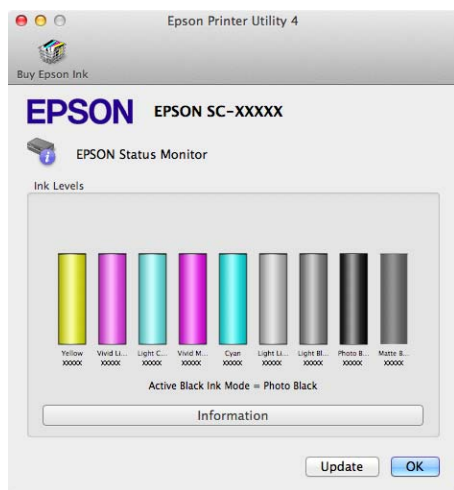 Epson Printer Utility 4
Buy Epson Ink
EPSON EPSON SC-XXXXX
EPSON Status Monitor
Ink Levels
Yellow Vivid Li... Light C... Vivid M... Cyan Light Li... Light Bl... Photo B... Matte B...
XXXXX XXXXX XXXXX XXXXX XXXXX XXXXX XXXXX XXXXX XXXXX
Active Black Ink Mode = Photo Black
Information
Update OK